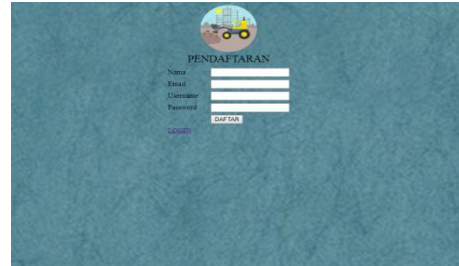 PENDAFTARAN
Nama
Email
Username
Password
DAFTAR
LOGIN